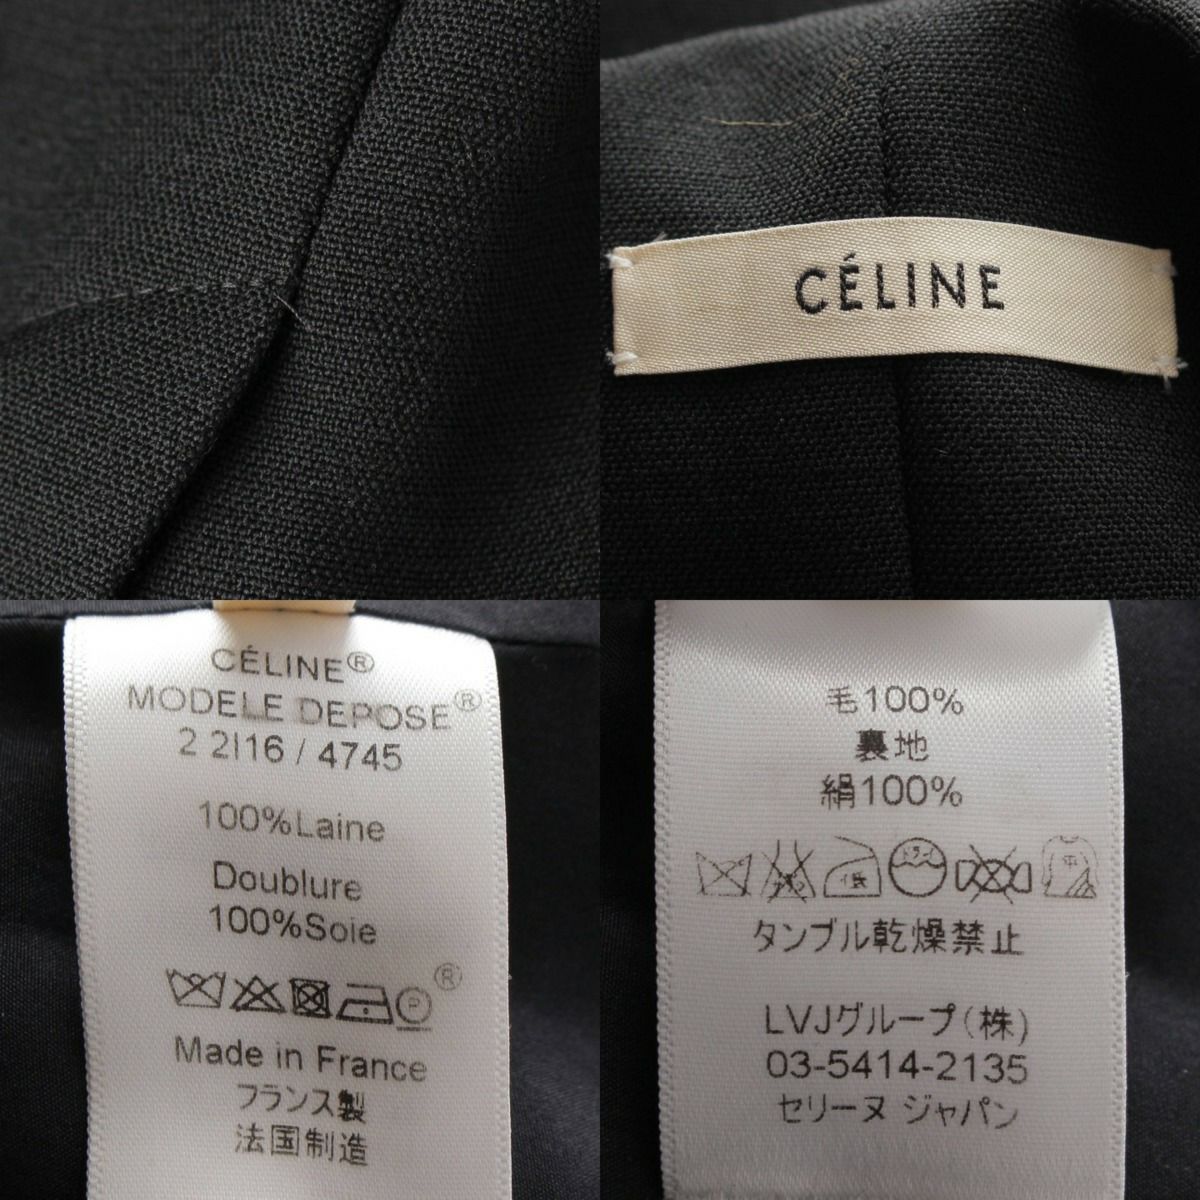 CÉLINE
CÉLINE®
MODELE DEPOSE®
2 2I16 / 4745
100%Laine
Doublure
100%Soie
®
P
Made in France
フランス製
法国制造
毛100%
裏地
絹100%
低
中
タンブル乾燥禁止
LVJグループ(株)
03-5414-2135
セリーヌ ジャパン